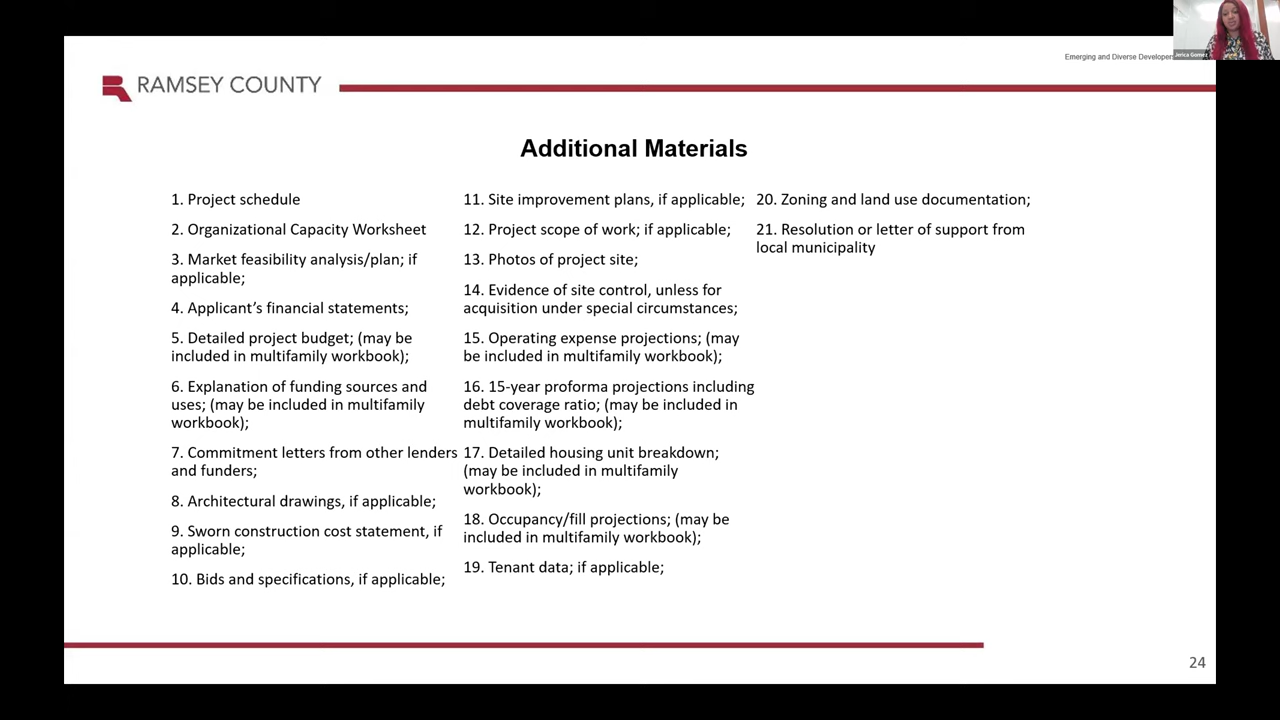 Emerging and Diverse Developers
Jerica Gomez
RAMSEY COUNTY
Additional Materials
1. Project schedule
2. Organizational Capacity Worksheet
3. Market feasibility analysis/plan; if
applicable;
4. Applicant’s financial statements;
5. Detailed project budget; (may be
included in multifamily workbook);
6. Explanation of funding sources and
uses; (may be included in multifamily
workbook);
7. Commitment letters from other lenders
and funders;
8. Architectural drawings, if applicable;
9. Sworn construction cost statement, if
applicable;
10. Bids and specifications, if applicable;
11. Site improvement plans, if applicable;
12. Project scope of work; if applicable;
13. Photos of project site;
14. Evidence of site control, unless for
acquisition under special circumstances;
15. Operating expense projections; (may
be included in multifamily workbook);
16. 15-year proforma projections including
debt coverage ratio; (may be included in
multifamily workbook);
17. Detailed housing unit breakdown;
(may be included in multifamily
workbook);
18. Occupancy/fill projections; (may be
included in multifamily workbook);
19. Tenant data; if applicable;
20. Zoning and land use documentation;
21. Resolution or letter of support from
local municipality
24